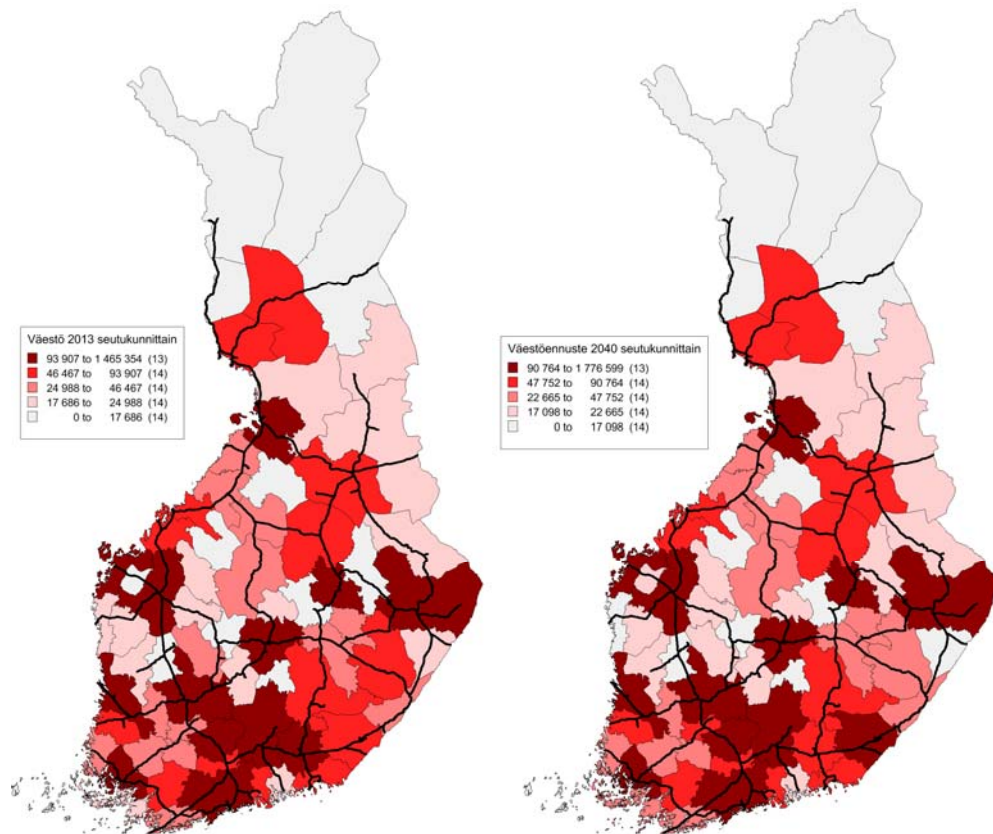 Väestö 2013 seutukunnittain
93 907 to 1 465 354 (13)
46 467 to 93 907 (14)
24 988 to 46 467 (14)
17 686 to 24 988 (14)
0 to 17 686 (14)
Väestöennuste 2040 seutukunnittain
90 764 to 1 776 599 (13)
47 752 to 90 764 (14)
22 665 to 47 752 (14)
17 098 to 22 665 (14)
0 to 17 098 (14)